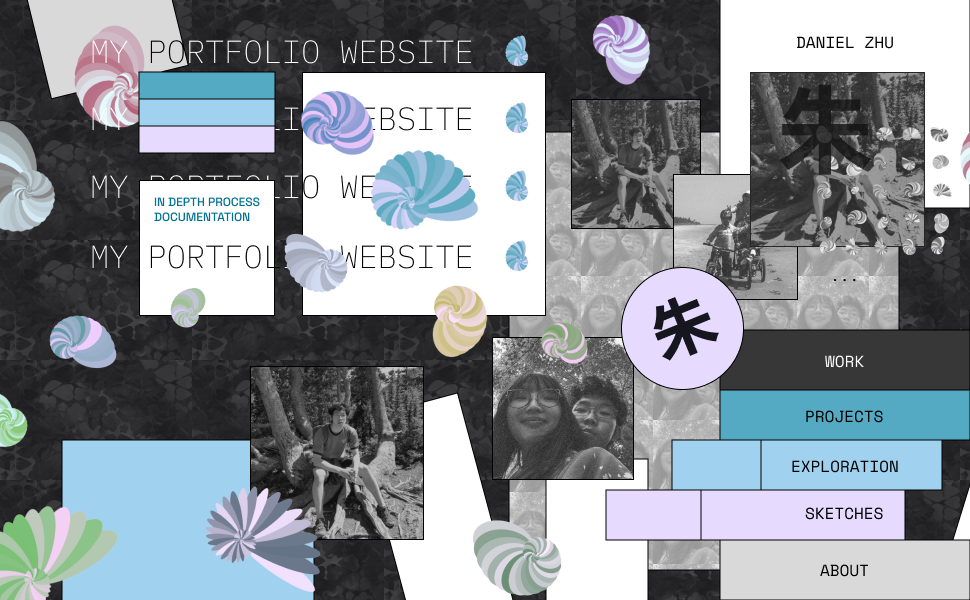 MY PORTFOLIO WEBSITE
DANIEL ZHU
朱
MY PORTFOLIO WEBSITE
MY PORTFOLIO WEBSITE
IN DEPTH PROCESS
DOCUMENTATION
MY PORTFOLIO WEBSITE
...
朱
WORK
PROJECTS
EXPLORATION
SKETCHES
ABOUT